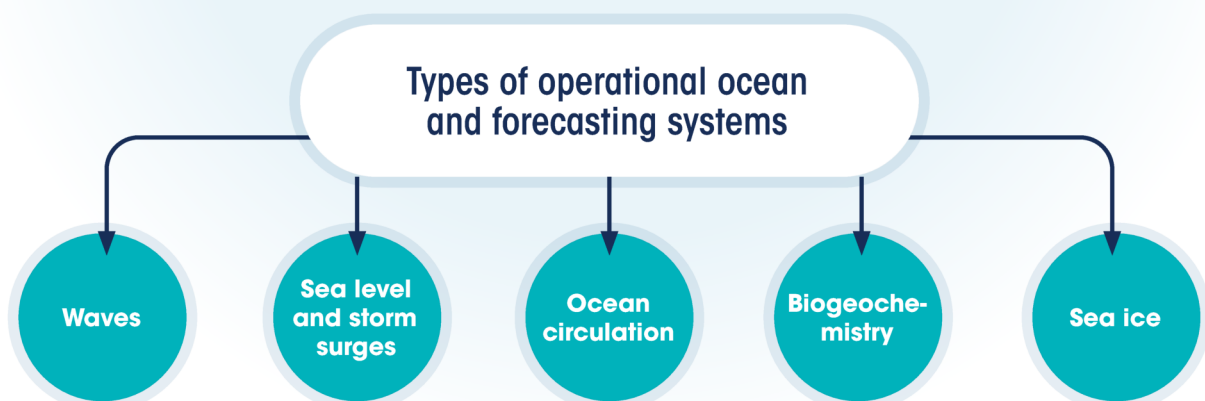 Types of operational ocean
and forecasting systems
Waves
Sea level
and storm
surges
Ocean
circulation
Biogeoche-
mistry
Sea ice